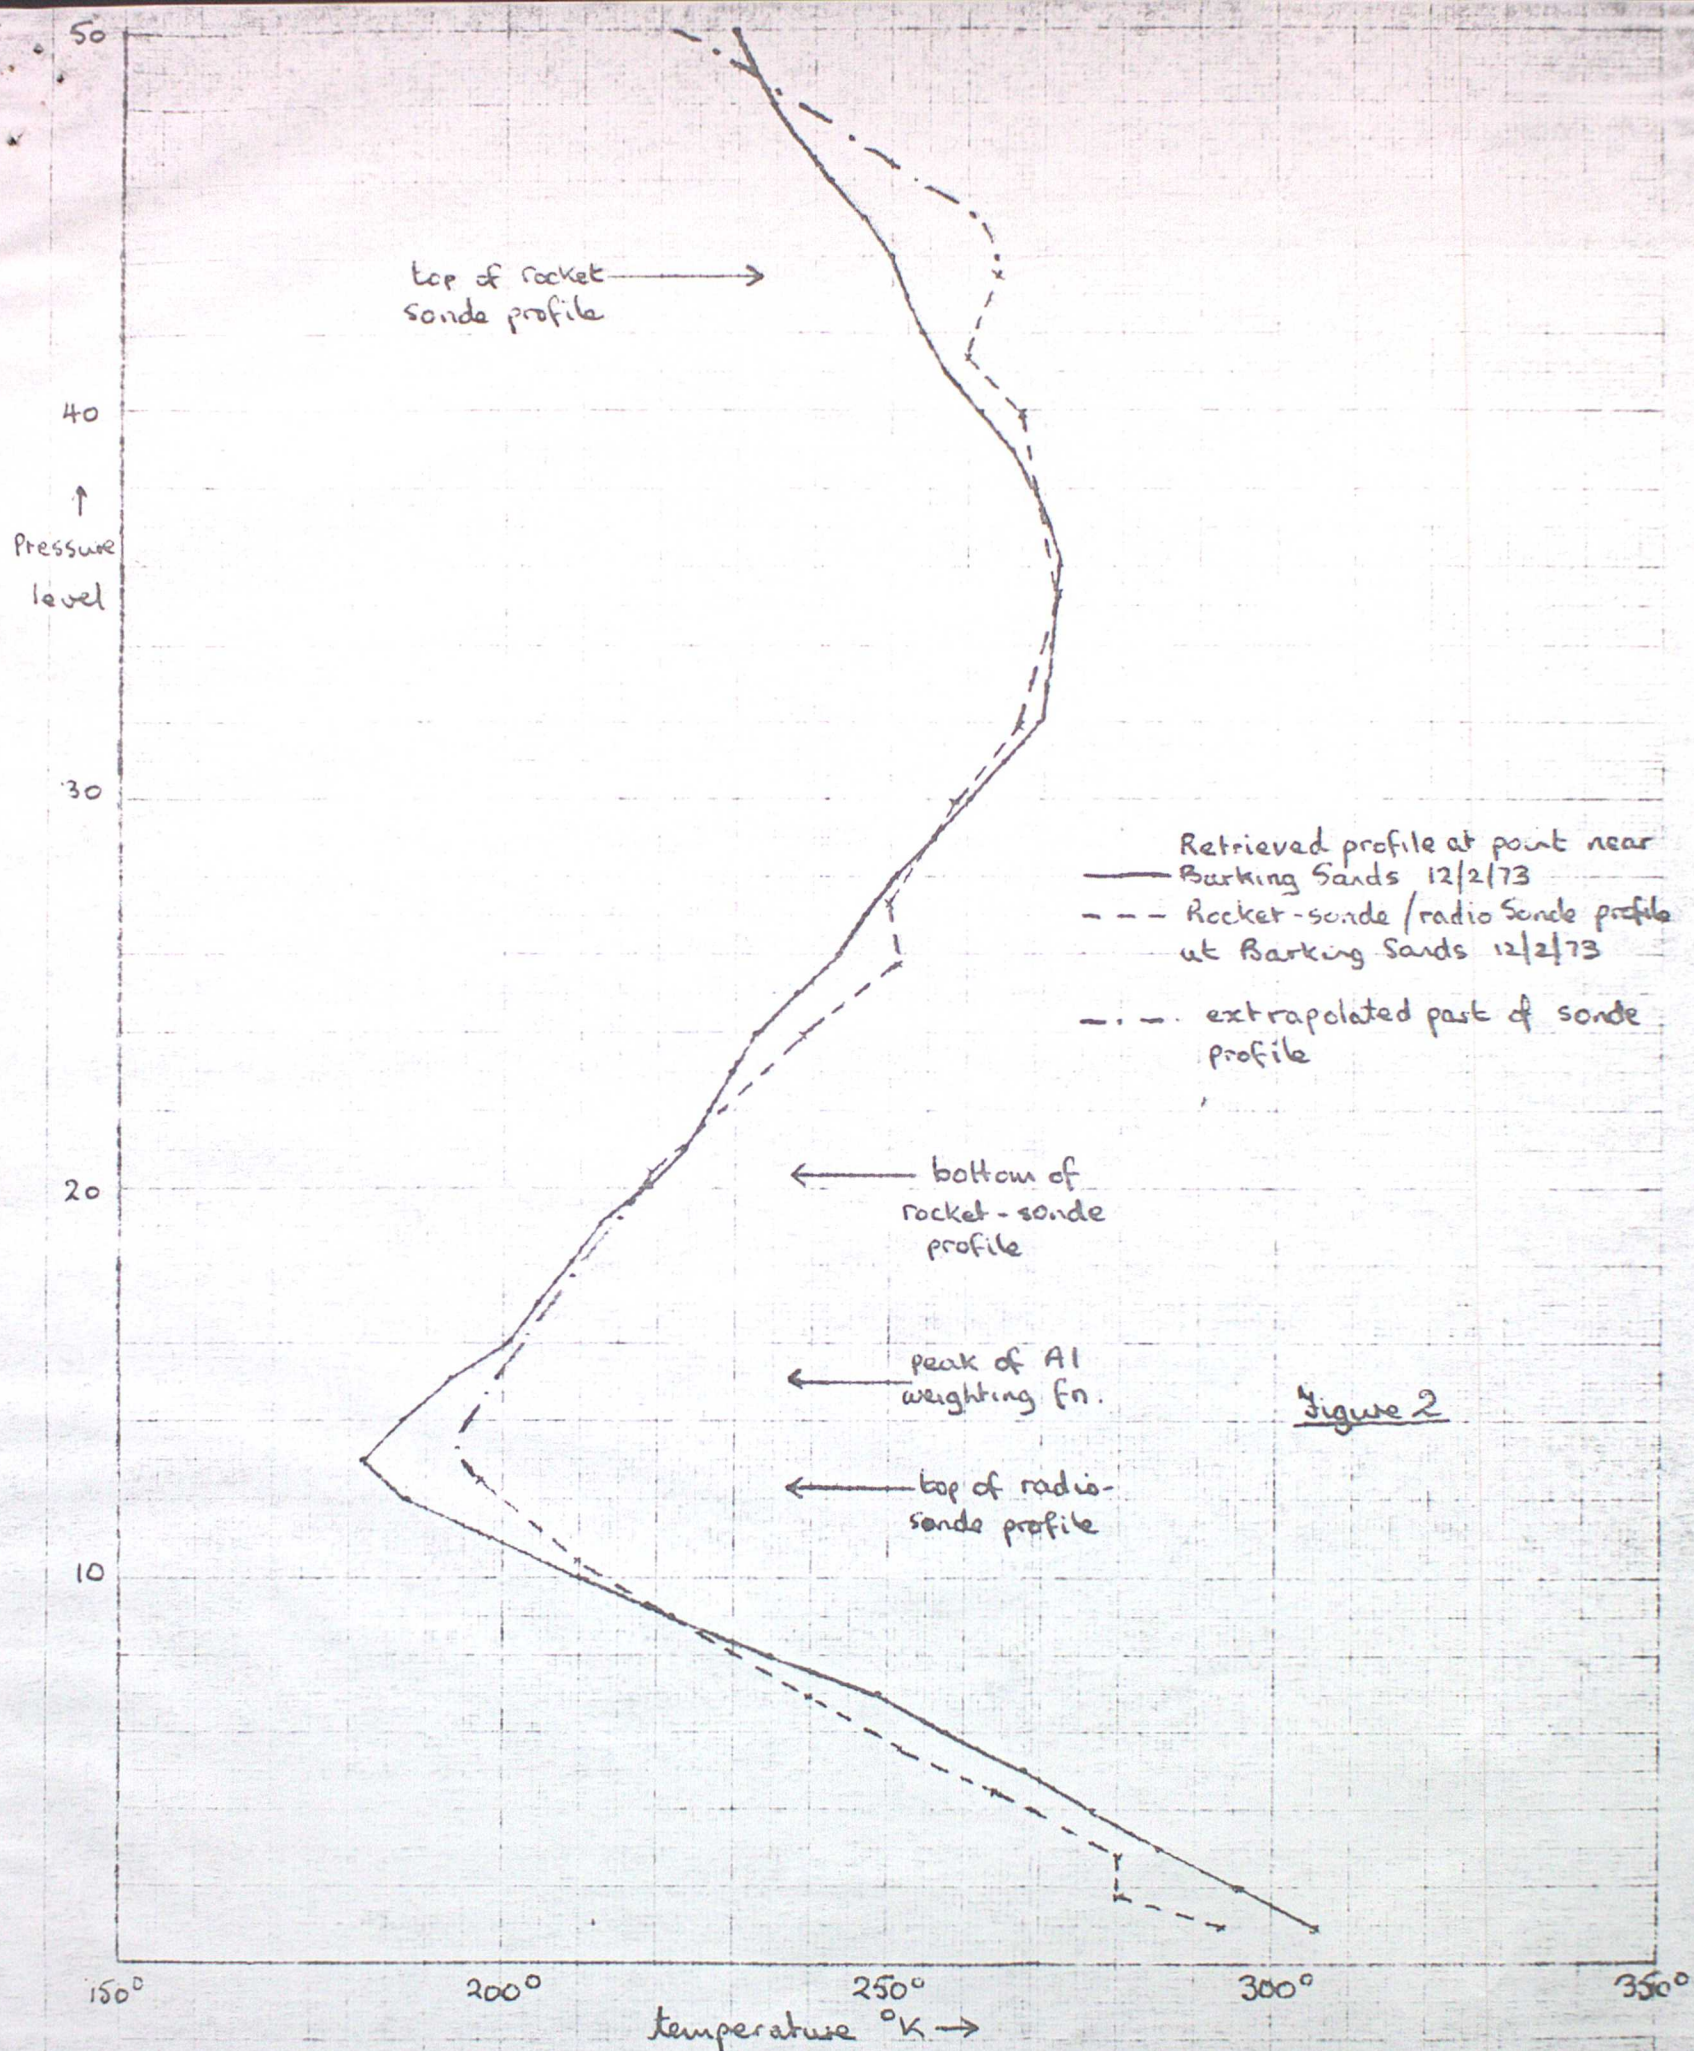 50
top of rocket
sonde profile
40
↑
Pressure
level
30
Retrieved profile at point near
Barking Sands 12/2/73
Rocket-sonde/radio Sonde profile
at Barking Sands 12/2/73
extrapolated part of sonde
profile
20
bottom of
rocket-sonde
profile
peak of A1
weighting fn.
Figure 2
top of radio-
sonde profile
10
150° 200° 250° 300° 350°
temperature °K →